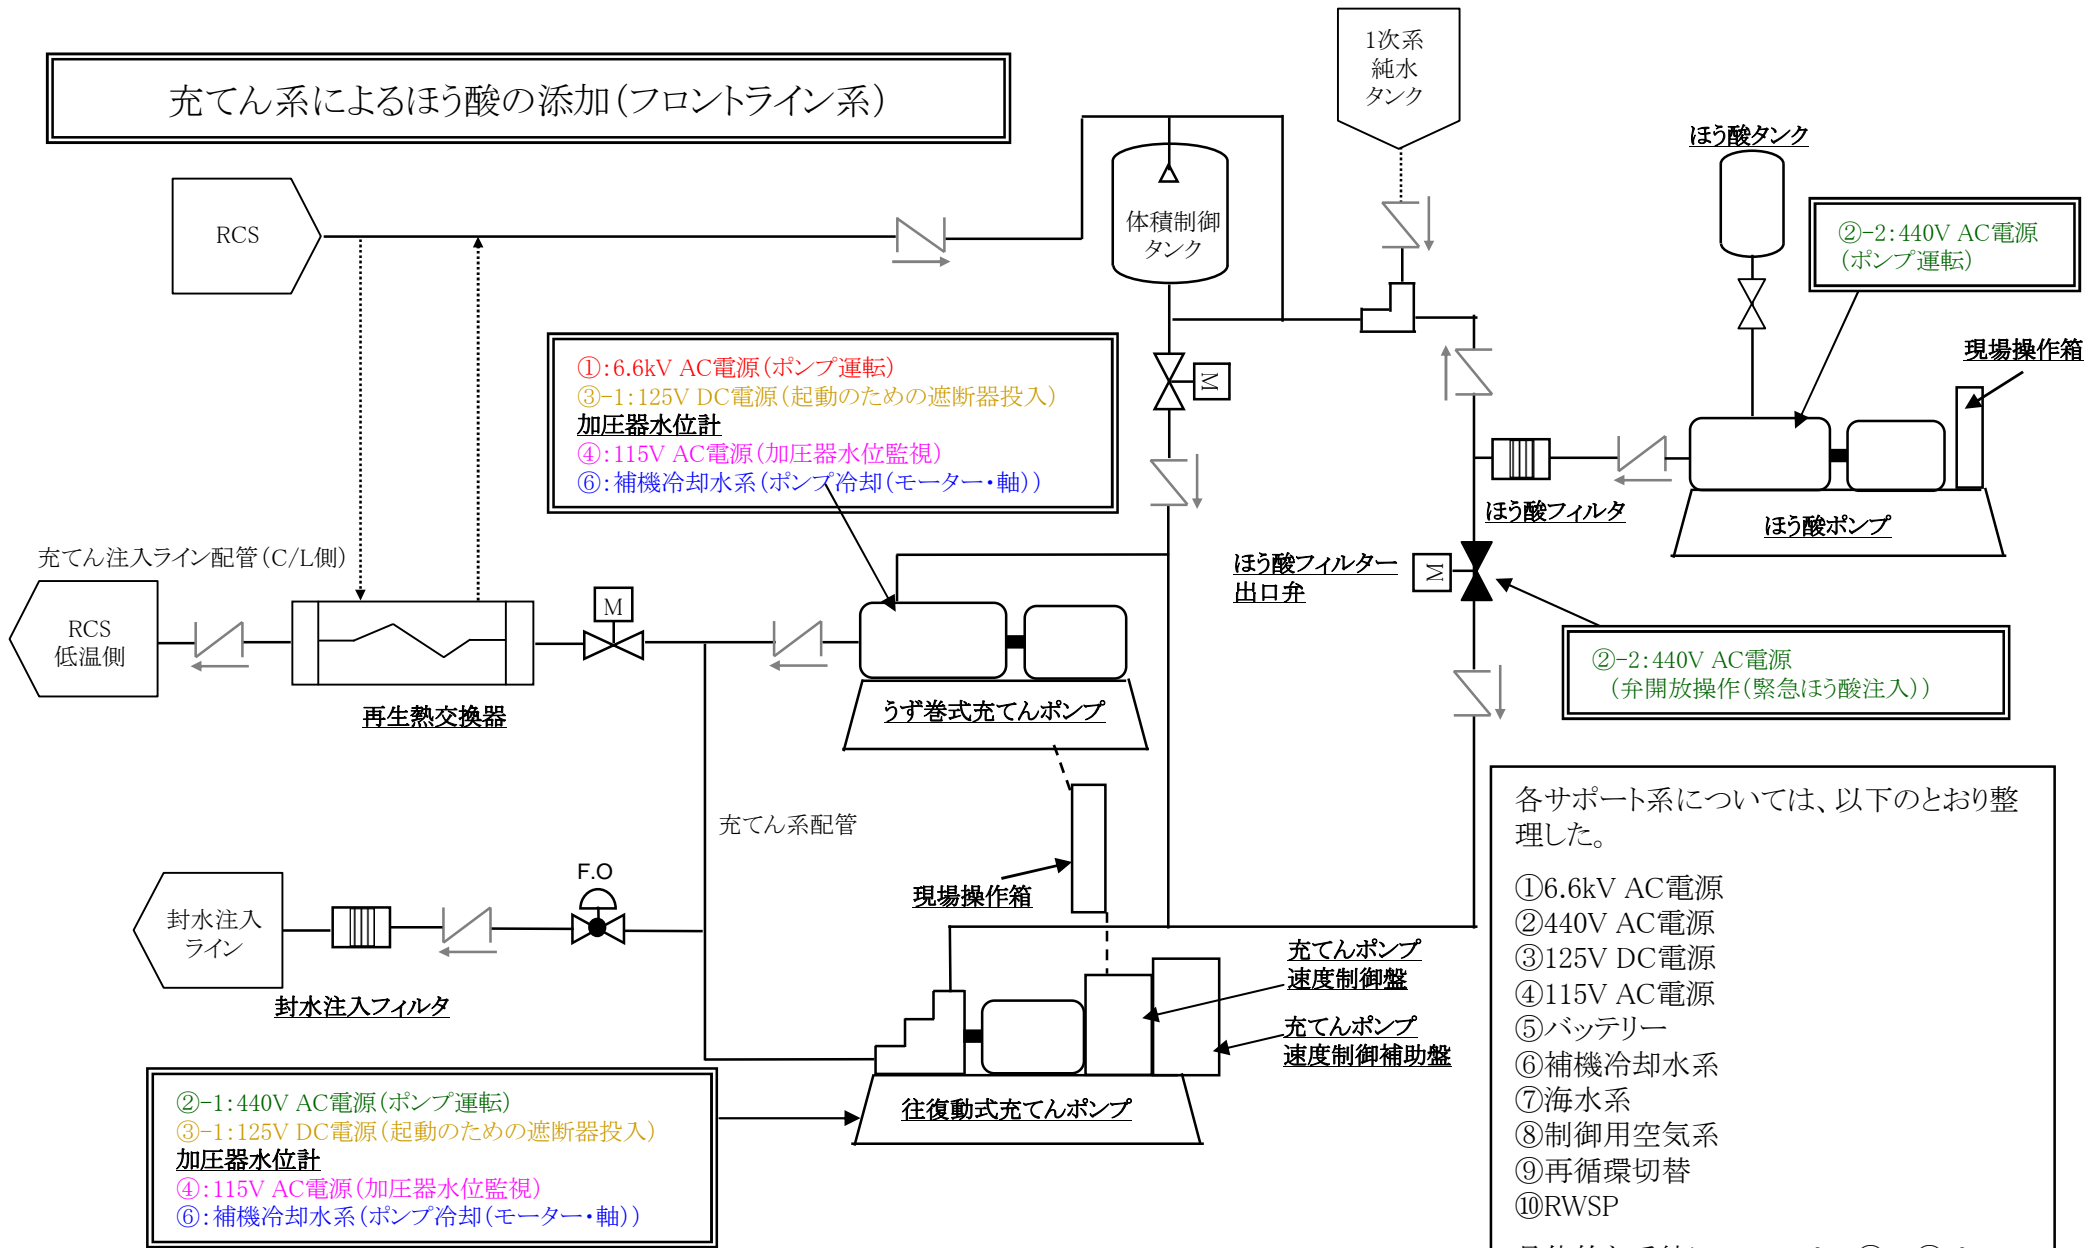 充てん系によるほう酸の添加(フロントライン系)
1次系
純水
タンク
ほう酸タンク
RCS
体積制御
タンク
②-2:440V AC電源
(ポンプ運転)
現場操作箱
①:6.6kV AC電源(ポンプ運転)
③-1:125V DC電源(起動のための遮断器投入)
加圧器水位計
④:115V AC電源(加圧器水位監視)
⑥:補機冷却水系(ポンプ冷却(モーター・軸))
M
ほう酸フィルタ
ほう酸ポンプ
充てん注入ライン配管(C/L側)
ほう酸フィルター
出口弁
M
RCS
低温側
M
再生熱交換器
うず巻式充てんポンプ
②-2:440V AC電源
(弁開放操作(緊急ほう酸注入))
充てん系配管
現場操作箱
F.O
封水注入
ライン
封水注入フィルタ
充てんポンプ
速度制御盤
充てんポンプ
速度制御補助盤
往復動式充てんポンプ
②-1:440V AC電源(ポンプ運転)
③-1:125V DC電源(起動のための遮断器投入)
加圧器水位計
④:115V AC電源(加圧器水位監視)
⑥:補機冷却水系(ポンプ冷却(モーター・軸))
各サポート系については、以下のとおり整
理した。
①6.6kV AC電源
②440V AC電源
③125V DC電源
④115V AC電源
⑤バッテリー
⑥補機冷却水系
⑦海水系
⑧制御用空気系
⑨再循環切替
⑩RWSP